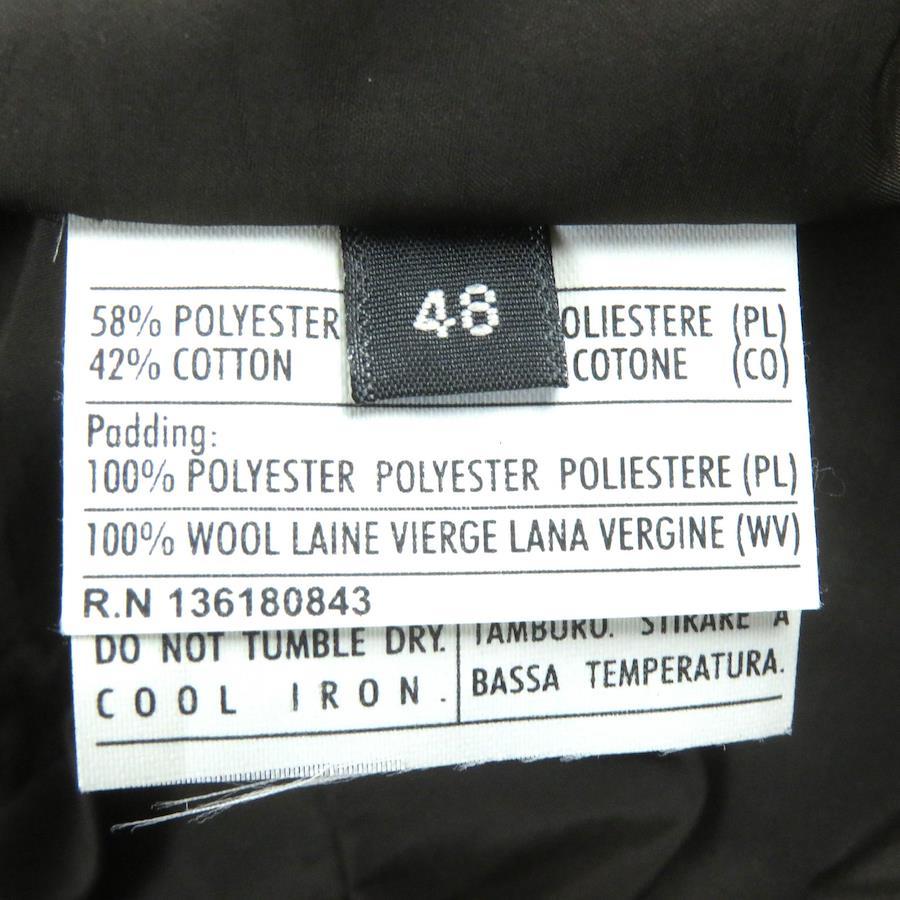 48
58% POLYESTER OLIESTERE (PL)
42% COTTON COTONE (CO)
Padding:
100% POLYESTER POLYESTER POLIESTERE (PL)
100% WOOL LAINE VIERGE LANA VERGINE (WV)
R.N 136180843
DO NOT TUMBLE DRY.
COOL IRON.
TAMBURO. STIRARE A
BASSA TEMPERATURA.